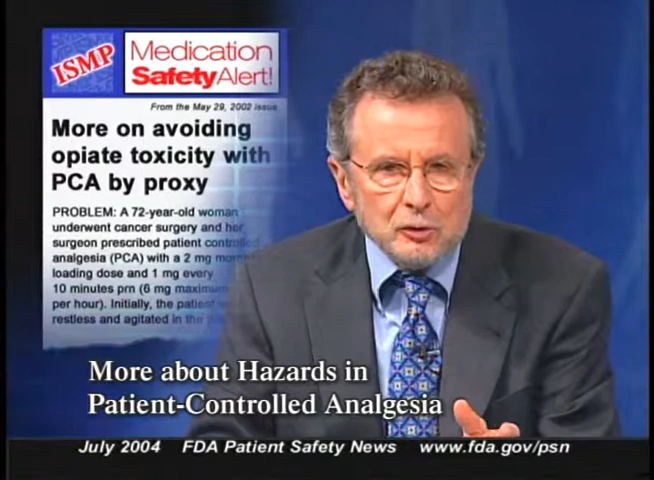 ISMP
Medication
SafetyAlert!
From the May 29, 2002 issue
More on avoiding
opiate toxicity with
PCA by proxy
PROBLEM: A 72-year-old woman
underwent cancer surgery and her
surgeon prescribed patient controlled
analgesia (PCA) with a 2 mg
loading dose and 1 mg every
10 minutes prn (6 mg maximum
per hour). Initially, the patient
restless and agitated in the
More about Hazards in
Patient-Controlled Analgesia
July 2004 FDA Patient Safety News www.fda.gov/psn